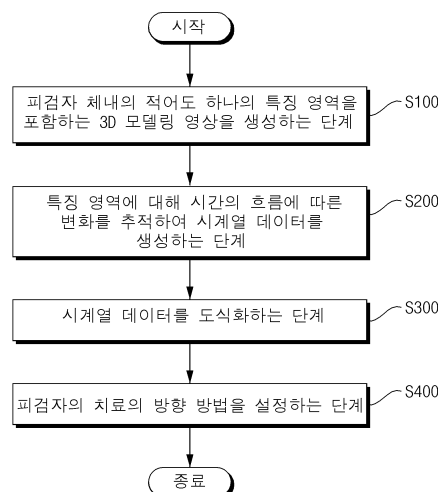 시작
피검자 체내의 적어도 하나의 특징 영역을
포함하는 3D 모델링 영상을 생성하는 단계
S100
특징 영역에 대해 시간의 흐름에 따른
변화를 추적하여 시계열 데이터를
생성하는 단계
S200
시계열 데이터를 도식화하는 단계
S300
피검자의 치료의 방향 방법을 설정하는 단계
S400
종료